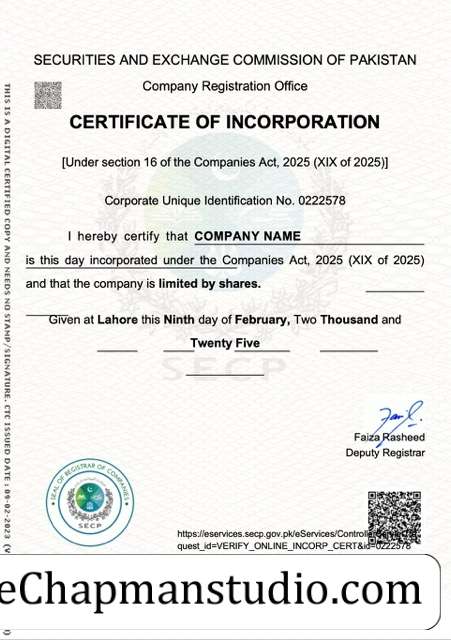 SECURITIES AND EXCHANGE COMMISSION OF PAKISTAN
Company Registration Office
CERTIFICATE OF INCORPORATION
[Under section 16 of the Companies Act, 2025 (XIX of 2025)]
Corporate Unique Identification No. 0222578
I hereby certify that COMPANY NAME
is this day incorporated under the Companies Act, 2025 (XIX of 2025)
and that the company is limited by shares.
Given at Lahore this Ninth day of February, Two Thousand and
Twenty Five
SECP
Faiza Rasheed
Deputy Registrar
SEAL OF REGISTRAR OF COMPANIES
SECP
https://eservices.secp.gov.pk/eServices/
quest_id=VERIFY_ONLINE_INCORP_CERT&id=0222578
THIS IS A DIGITAL CERTIFIED COPY AND NEEDS NO STAMP/SIGNATURE. CTC ISSUED DATE : 09-02-2023 (V
eChapmanstudio.com